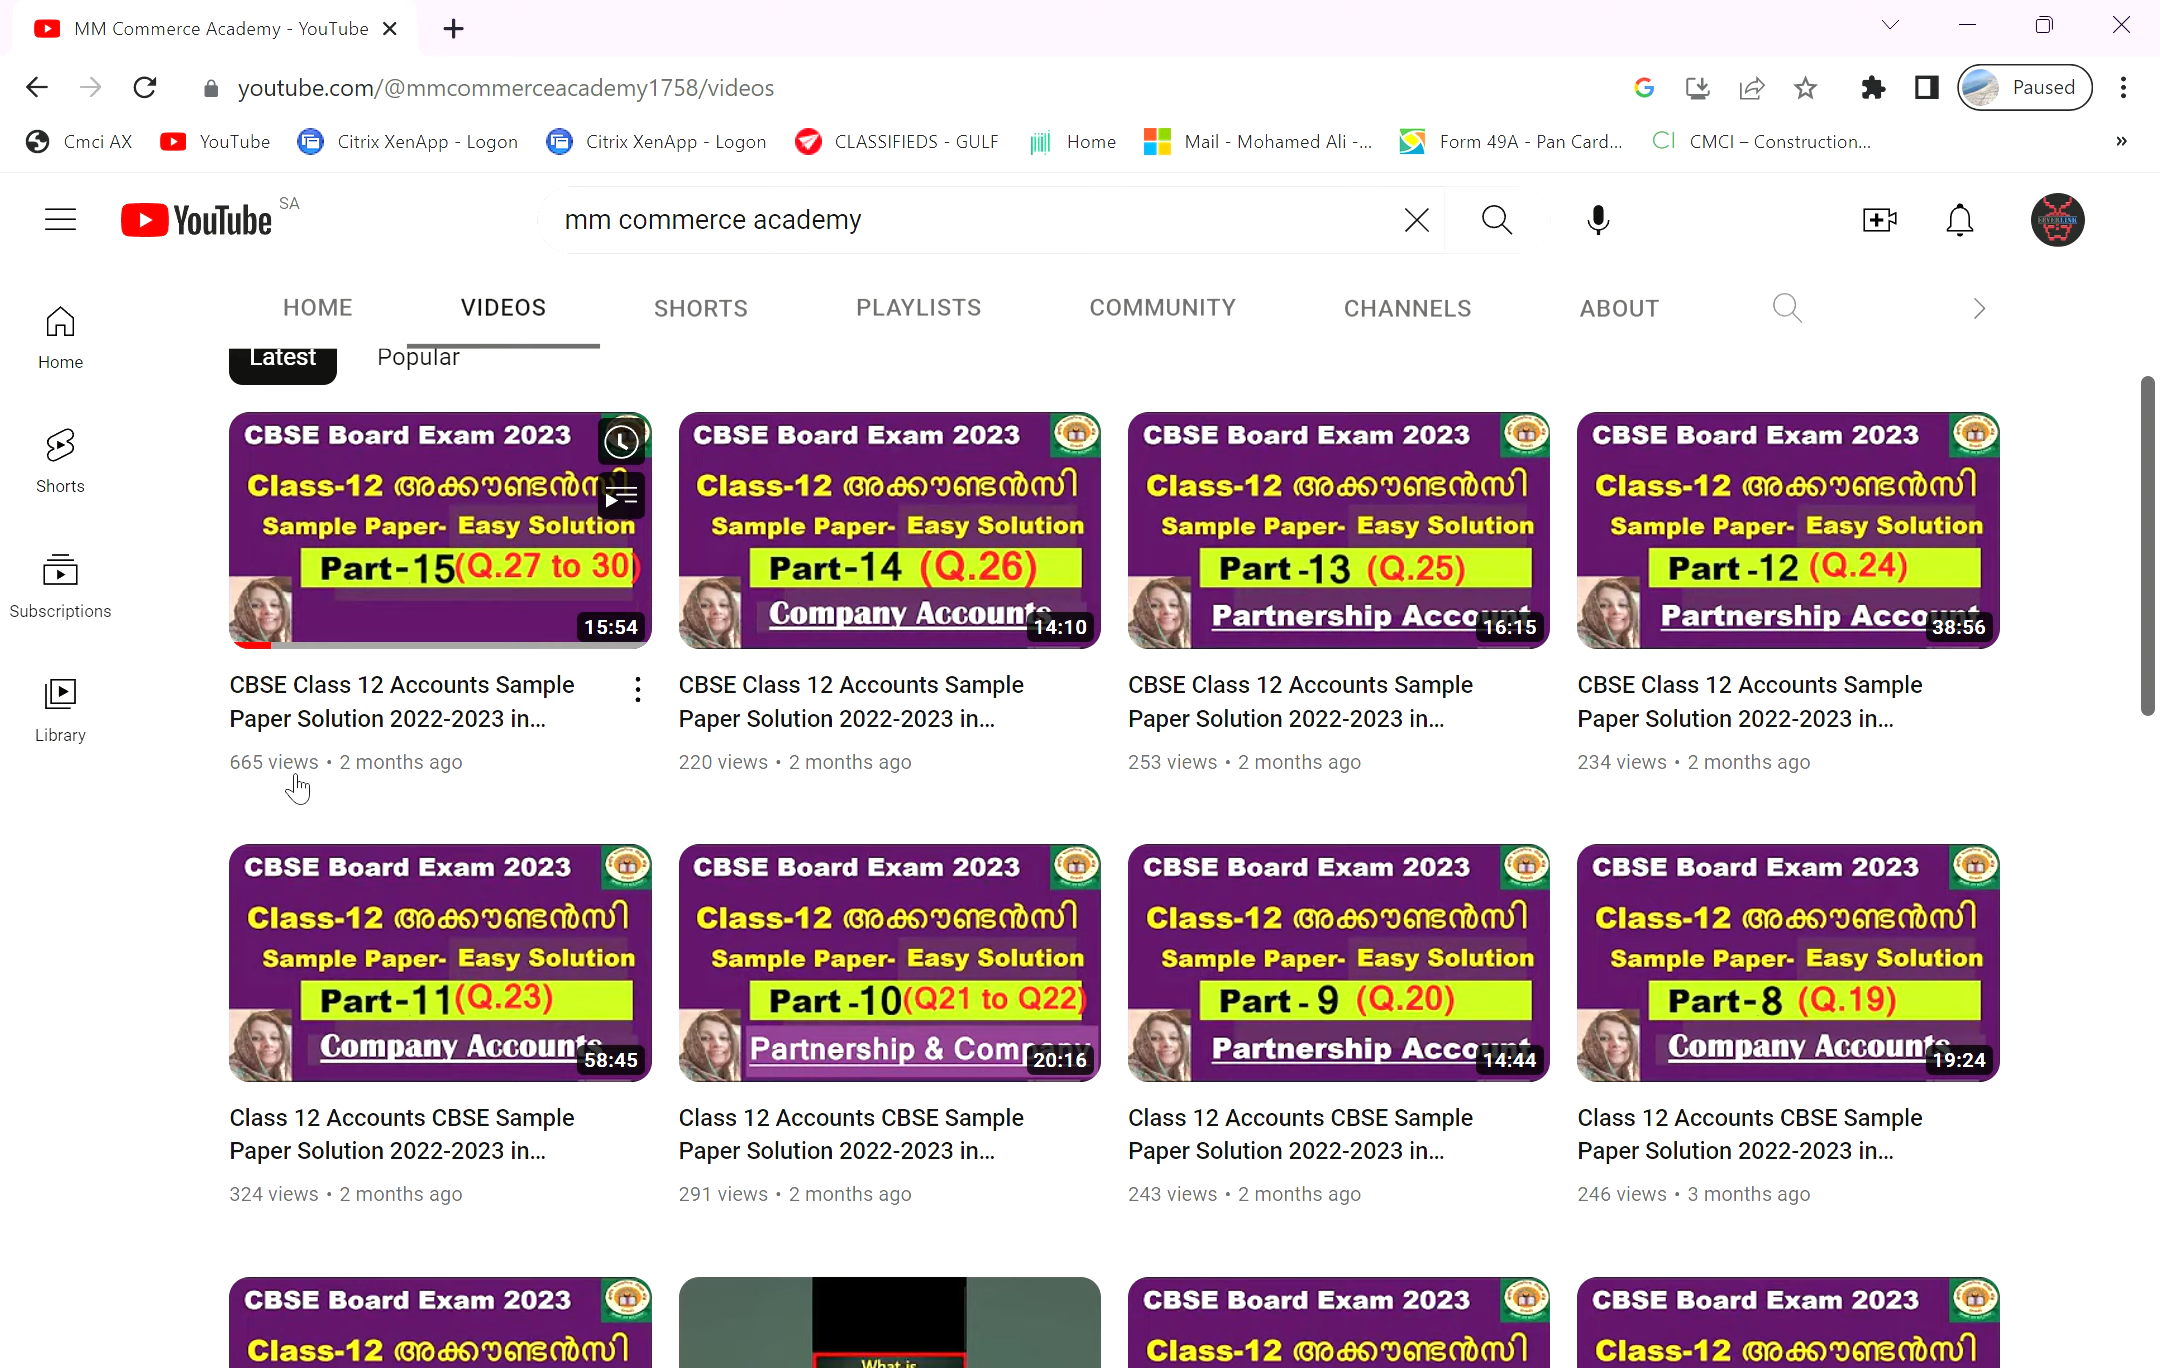 MM Commerce Academy - YouTube
youtube.com/@mmcommerceacademy1758/videos
Paused
Cmci AX
YouTube
Citrix XenApp - Logon
Citrix XenApp - Logon
CLASSIFIEDS - GULF
Home
Mail - Mohamed Ali -...
Form 49A - Pan Card...
CMCI – Construction...
YouTube SA
mm commerce academy
HOME
VIDEOS
SHORTS
PLAYLISTS
COMMUNITY
CHANNELS
ABOUT
Home
Shorts
Subscriptions
Library
Latest
Popular
CBSE Board Exam 2023
Class-12 അക്കൗണ്ടൻസി
Sample Paper- Easy Solution
Part-15(Q.27 to 30)
15:54
CBSE Class 12 Accounts Sample
Paper Solution 2022-2023 in...
665 views • 2 months ago
CBSE Board Exam 2023
Class-12 അക്കൗണ്ടൻസി
Sample Paper- Easy Solution
Part-14 (Q.26)
Company Accounts
14:10
CBSE Class 12 Accounts Sample
Paper Solution 2022-2023 in...
220 views • 2 months ago
CBSE Board Exam 2023
Class-12 അക്കൗണ്ടൻസി
Sample Paper- Easy Solution
Part -13 (Q.25)
Partnership Account
16:15
CBSE Class 12 Accounts Sample
Paper Solution 2022-2023 in...
253 views • 2 months ago
CBSE Board Exam 2023
Class-12 അക്കൗണ്ടൻസി
Sample Paper- Easy Solution
Part -12 (Q.24)
Partnership Account
38:56
CBSE Class 12 Accounts Sample
Paper Solution 2022-2023 in...
234 views • 2 months ago
CBSE Board Exam 2023
Class-12 അക്കൗണ്ടൻസി
Sample Paper- Easy Solution
Part-11(Q.23)
Company Accounts
58:45
Class 12 Accounts CBSE Sample
Paper Solution 2022-2023 in...
324 views • 2 months ago
CBSE Board Exam 2023
Class-12 അക്കൗണ്ടൻസി
Sample Paper- Easy Solution
Part -10(Q21 to Q22)
Partnership & Company
20:16
Class 12 Accounts CBSE Sample
Paper Solution 2022-2023 in...
291 views • 2 months ago
CBSE Board Exam 2023
Class-12 അക്കൗണ്ടൻസി
Sample Paper- Easy Solution
Part - 9 (Q.20)
Partnership Account
14:44
Class 12 Accounts CBSE Sample
Paper Solution 2022-2023 in...
243 views • 2 months ago
CBSE Board Exam 2023
Class-12 അക്കൗണ്ടൻസി
Sample Paper- Easy Solution
Part-8 (Q.19)
Company Accounts
19:24
Class 12 Accounts CBSE Sample
Paper Solution 2022-2023 in...
246 views • 3 months ago
CBSE Board Exam 2023
Class-12 അക്കൗണ്ടൻസി
What is
CBSE Board Exam 2023
Class-12 അക്കൗണ്ടൻസി
CBSE Board Exam 2023
Class-12 അക്കൗണ്ടൻസി